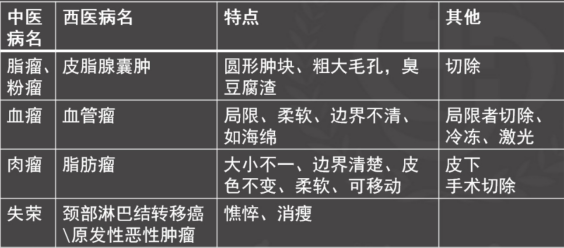 中医病名 西医病名 特点 其他
脂瘤、粉瘤 皮脂腺囊肿 圆形肿块、粗大毛孔，臭豆腐渣 切除
血瘤 血管瘤 局限、柔软、边界不清、如海绵 局限者切除、冷冻、激光
肉瘤 脂肪瘤 大小不一、边界清楚、皮色不变、柔软、可移动 皮下 手术切除
失荣 颈部淋巴结转移癌\原发性恶性肿瘤 憔悴、消瘦